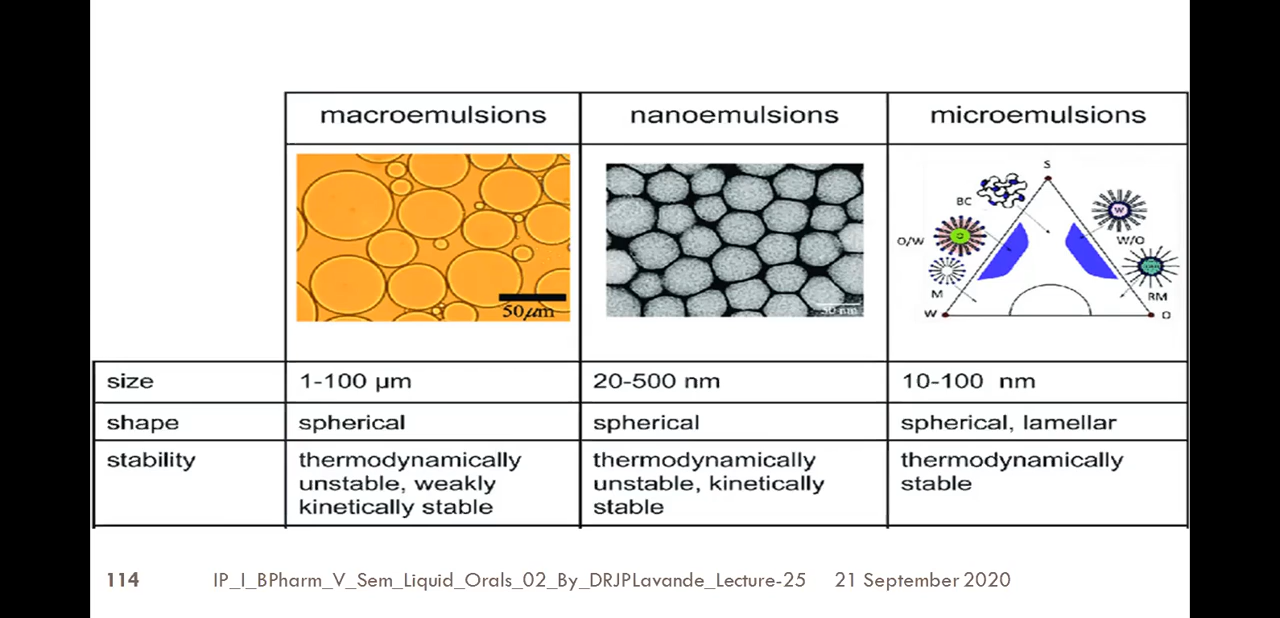 macroemulsions nanoemulsions microemulsions
S
BC
W
O/W
O
W/O
M
RM
W
O
50μm
50 nm
size 1-100 μm 20-500 nm 10-100 nm
shape spherical spherical spherical, lamellar
stability thermodynamically thermodynamically thermodynamically
unstable, weakly unstable, kinetically stable
kinetically stable stable
114 IP_I_BPharm_V_Sem_Liquid_Orals_02_By_DRJPLavande_Lecture-25 21 September 2020